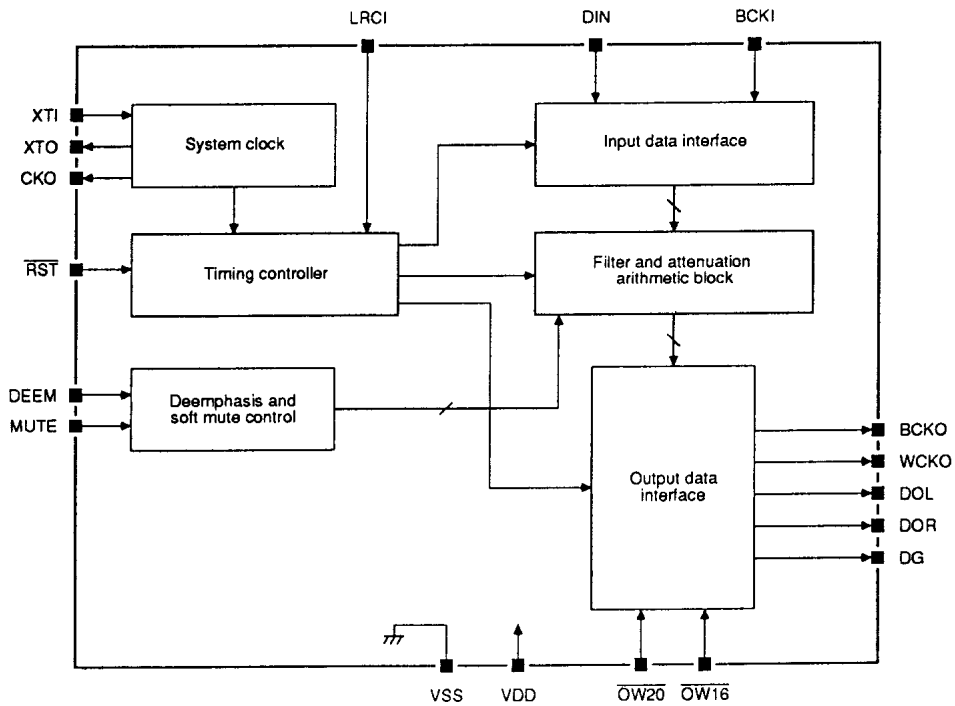 LRCI
DIN
BCKI
XTI
XTO
CKO
System clock
Input data interface
RST
Timing controller
Filter and attenuation
arithmetic block
DEEM
MUTE
Deemphasis and
soft mute control
Output data
interface
BCKO
WCKO
DOL
DOR
DG
VSS
VDD
OW20
OW16